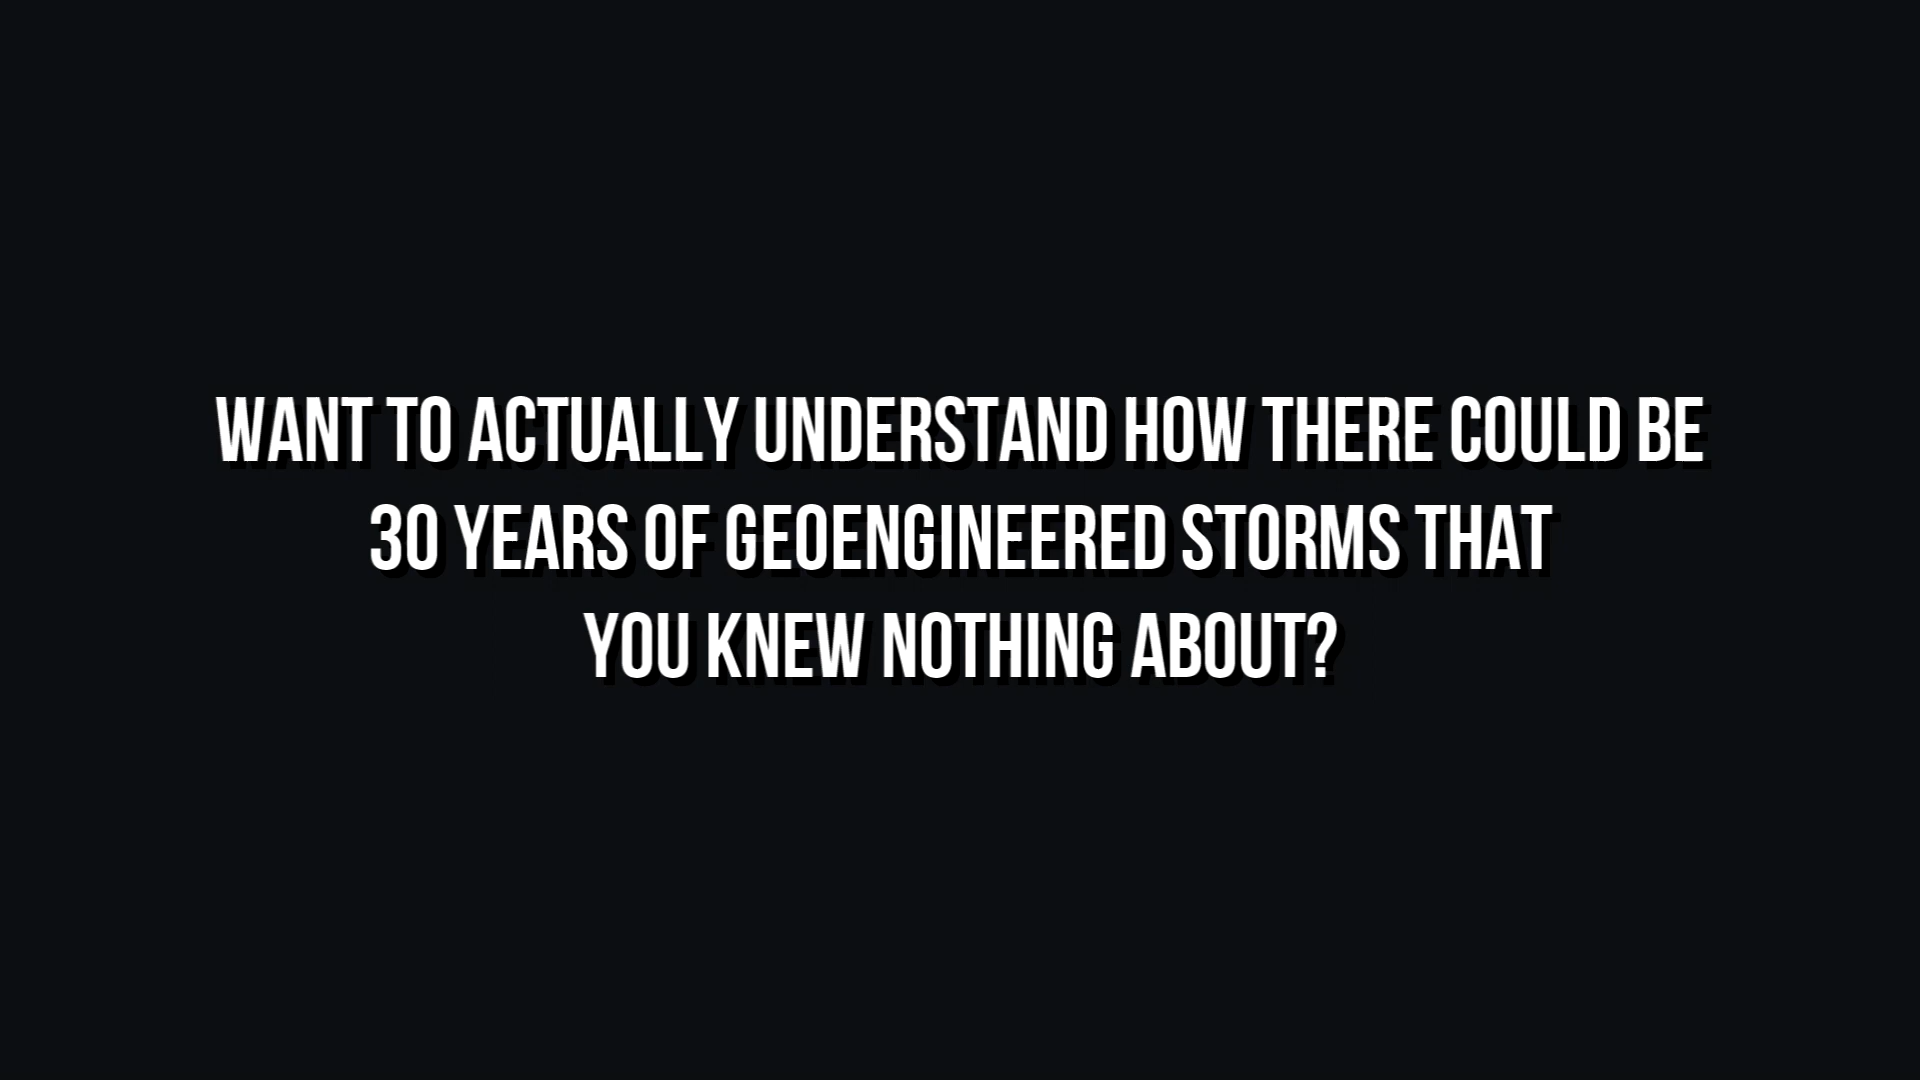 WANT TO ACTUALLY UNDERSTAND HOW THERE COULD BE
30 YEARS OF GEOENGINEERED STORMS THAT
YOU KNEW NOTHING ABOUT?